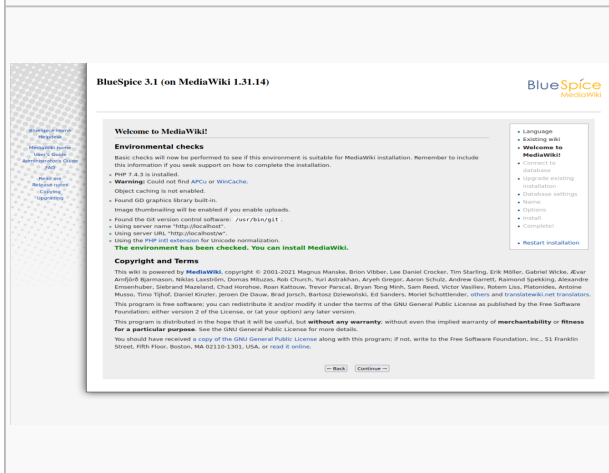 BlueSpice 3.1 (on MediaWiki 1.31.14)
BlueSpice
MediaWiki
BlueSpice Home
Helpdesk
MediaWiki home
User's Guide
Administrator's Guide
FAQ
Read me
Release notes
Copying
Upgrading
Welcome to MediaWiki!
Environmental checks
Basic checks will now be performed to see if this environment is suitable for MediaWiki installation. Remember to include
this information if you seek support on how to complete the installation.
PHP 7.4.3 is installed.
Warning: Could not find APCu or WinCache.
Object caching is not enabled.
Found GD graphics library built-in.
Image thumbnailing will be enabled if you enable uploads.
Found the Git version control software: /usr/bin/git.
Using server name "http://localhost".
Using server URL "http://localhost/w".
Using the PHP intl extension for Unicode normalization.
The environment has been checked. You can install MediaWiki.
Copyright and Terms
This wiki is powered by MediaWiki, copyright © 2001-2021 Magnus Manske, Brion Vibber, Lee Daniel Crocker, Tim Starling, Erik Möller, Gabriel Wicke, Ævar
Arnfjörð Bjarmason, Niklas Laxström, Domas Mituzas, Rob Church, Yuri Astrakhan, Aryeh Gregor, Aaron Schulz, Andrew Garrett, Raimond Spekking, Alexandre
Emsenhuber, Siebrand Mazeland, Chad Horohoe, Roan Kattouw, Trevor Parscal, Bryan Tong Minh, Sam Reed, Victor Vasiliev, Rotem Liss, Platonides, Antoine
Musso, Timo Tijhof, Daniel Kinzler, Jeroen De Dauw, Brad Jorsch, Bartosz Dziewoński, Ed Sanders, Moriel Schottlender, others and translatewiki.net translators.
This program is free software; you can redistribute it and/or modify it under the terms of the GNU General Public License as published by the Free Software
Foundation; either version 2 of the License, or (at your option) any later version.
This program is distributed in the hope that it will be useful, but without any warranty; without even the implied warranty of merchantability or fitness
for a particular purpose. See the GNU General Public License for more details.
You should have received a copy of the GNU General Public License along with this program; if not, write to the Free Software Foundation, Inc., 51 Franklin
Street, Fifth Floor, Boston, MA 02110-1301, USA, or read it online.
← Back Continue →
Language
Existing wiki
Welcome to
MediaWiki!
Connect to
database
Upgrade existing
installation
Database settings
Name
Options
Install
Complete!
Restart installation